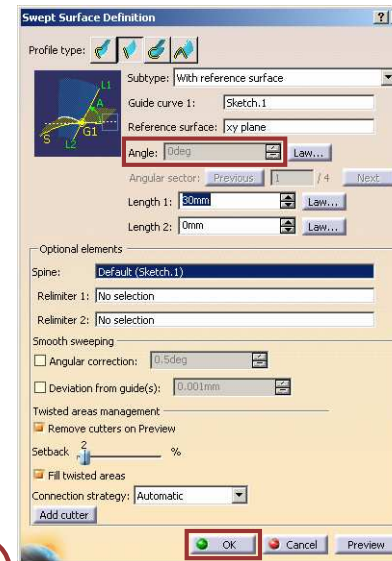 Swept Surface Definition ?
Profile type:
Subtype: With reference surface
Guide curve 1: Sketch.1
Reference surface: xy plane
Angle: 0deg Law...
Angular sector: Previous 1 / 4 Next
Length 1: 30mm Law...
Length 2: 0mm Law...
L1
A
G1
S
L2
Optional elements
Spine: Default (Sketch.1)
Relimiter 1: No selection
Relimiter 2: No selection
Smooth sweeping
Angular correction: 0.5deg
Deviation from guide(s): 0.001mm
Twisted areas management
Remove cutters on Preview
Setback 2 %
Fill twisted areas
Connection strategy: Automatic
Add cutter
OK Cancel Preview